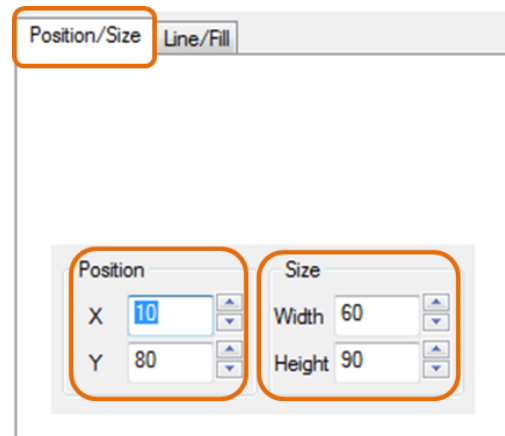 Position/Size Line/Fill
Position Size
X 10 Width 60
Y 80 Height 90